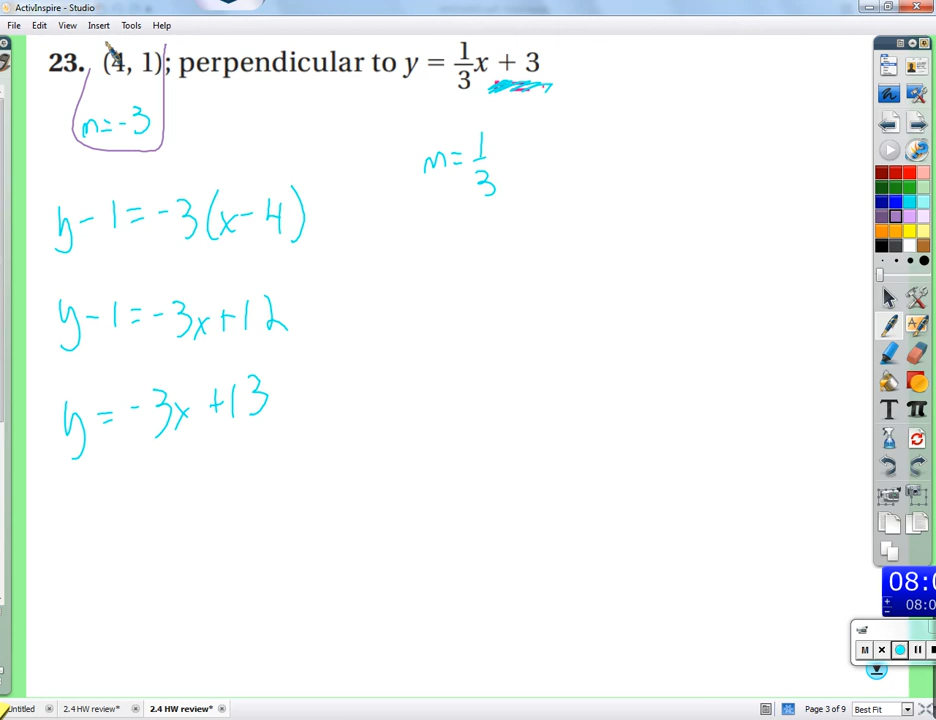 ActivInspire - Studio
File Edit View Insert Tools Help
23. (4, 1); perpendicular to y = 1/3 x + 3
m = -3
m = 1/3
y - 1 = -3(x - 4)
y - 1 = -3x + 12
y = -3x + 13
T π
08:0
08:0
M
Untitled 2.4 HW review* 2.4 HW review* Page 3 of 9 Best Fit